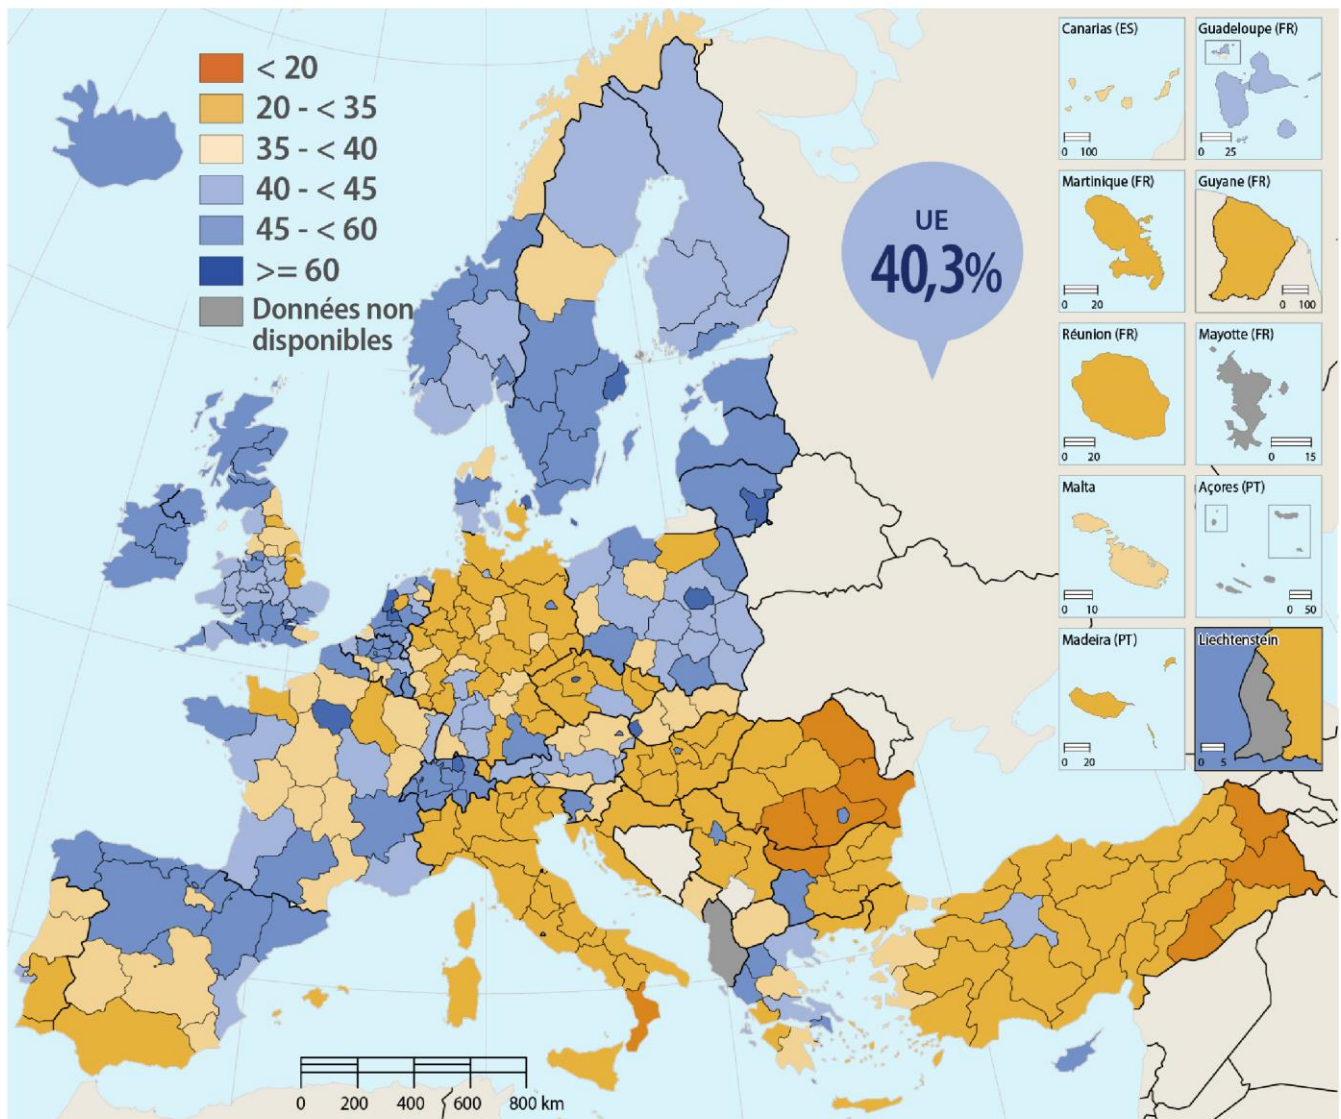 < 20
20 - < 35
35 - < 40
40 - < 45
45 - < 60
>= 60
Données non
disponibles
UE
40,3%
Canarias (ES)
0 100
Guadeloupe (FR)
0 25
Martinique (FR)
0 20
Guyane (FR)
0 100
Réunion (FR)
0 20
Mayotte (FR)
0 15
Malta
0 10
Açores (PT)
0 50
Madeira (PT)
0 20
Liechtenstein
0 5
0 200 400 600 800 km